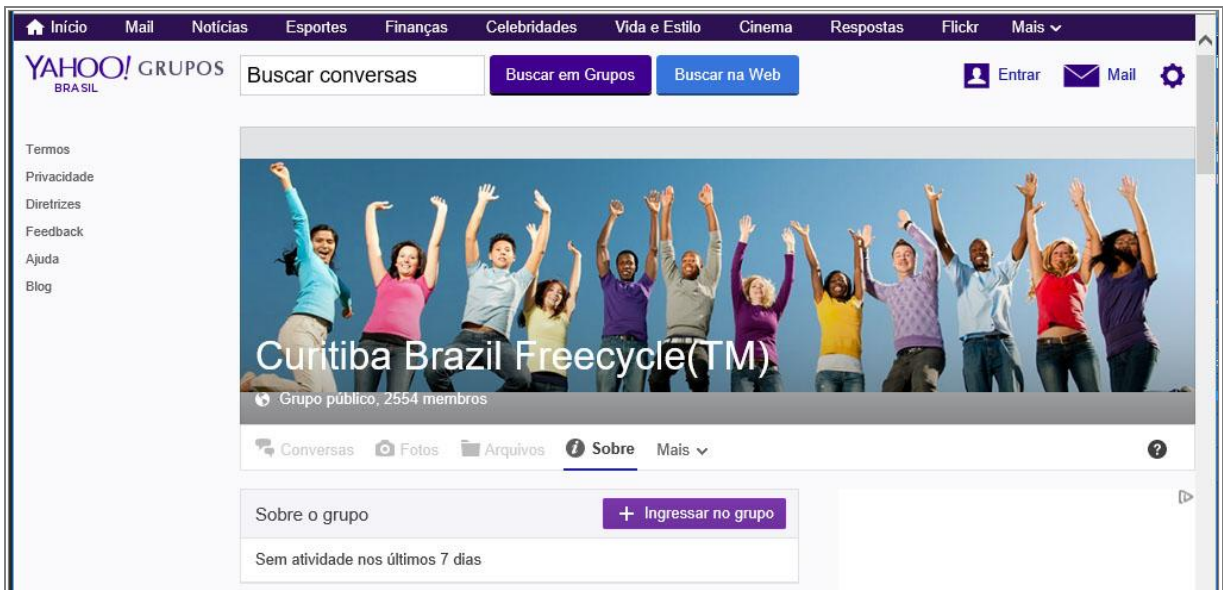 Início Mail Notícias Esportes Finanças Celebridades Vida e Estilo Cinema Respostas Flickr Mais
YAHOO! GRUPOS
BRASIL
Buscar conversas
Buscar em Grupos
Buscar na Web
Entrar
Mail
Termos
Privacidade
Diretrizes
Feedback
Ajuda
Blog
Curitiba Brazil Freecycle(TM)
Grupo público, 2554 membros
Conversas Fotos Arquivos Sobre Mais
Sobre o grupo
+ Ingressar no grupo
Sem atividade nos últimos 7 dias